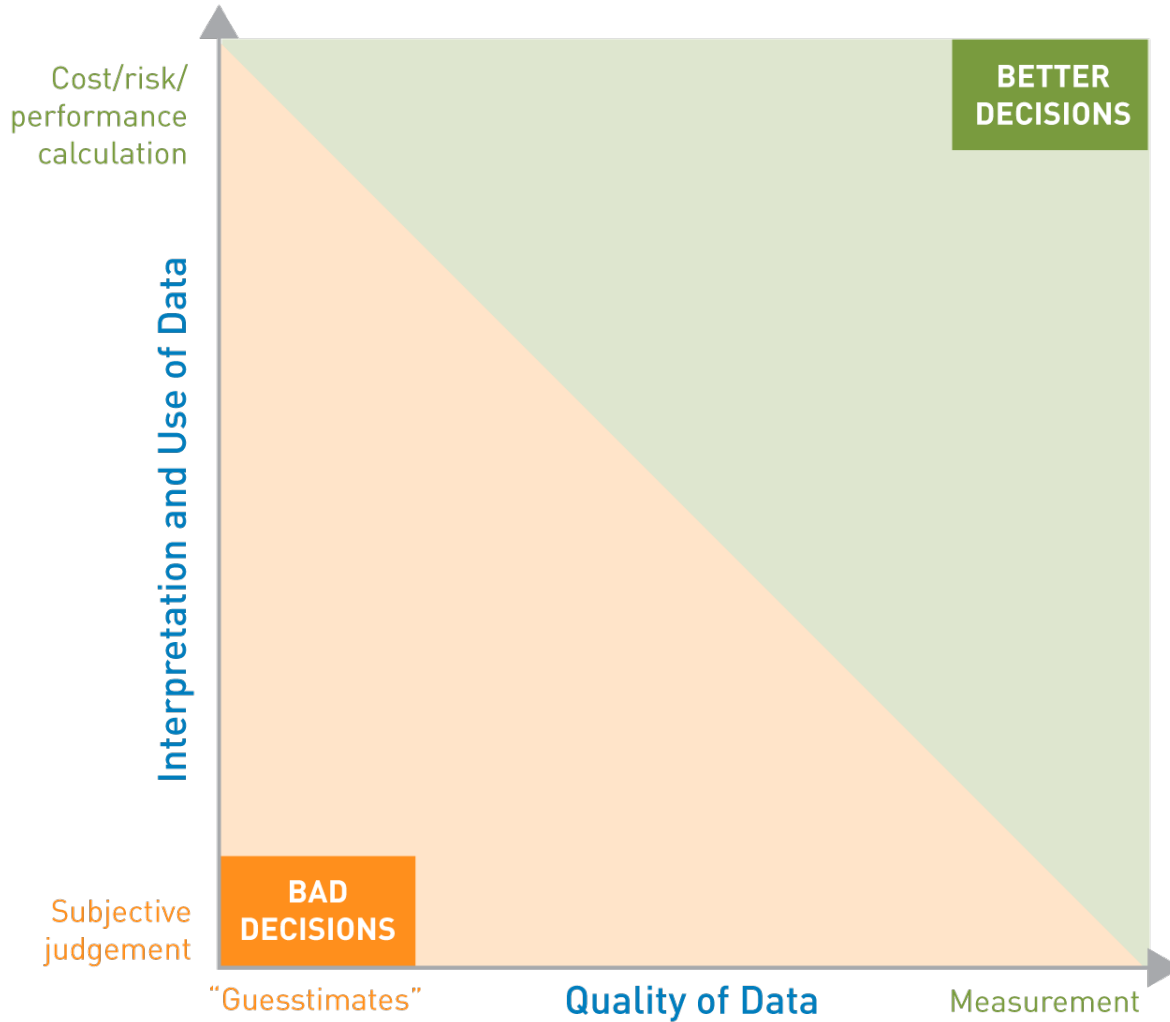 Cost/risk/
performance
calculation
BETTER
DECISIONS
Interpretation and Use of Data
Subjective
judgement
BAD
DECISIONS
“Guesstimates”
Quality of Data
Measurement